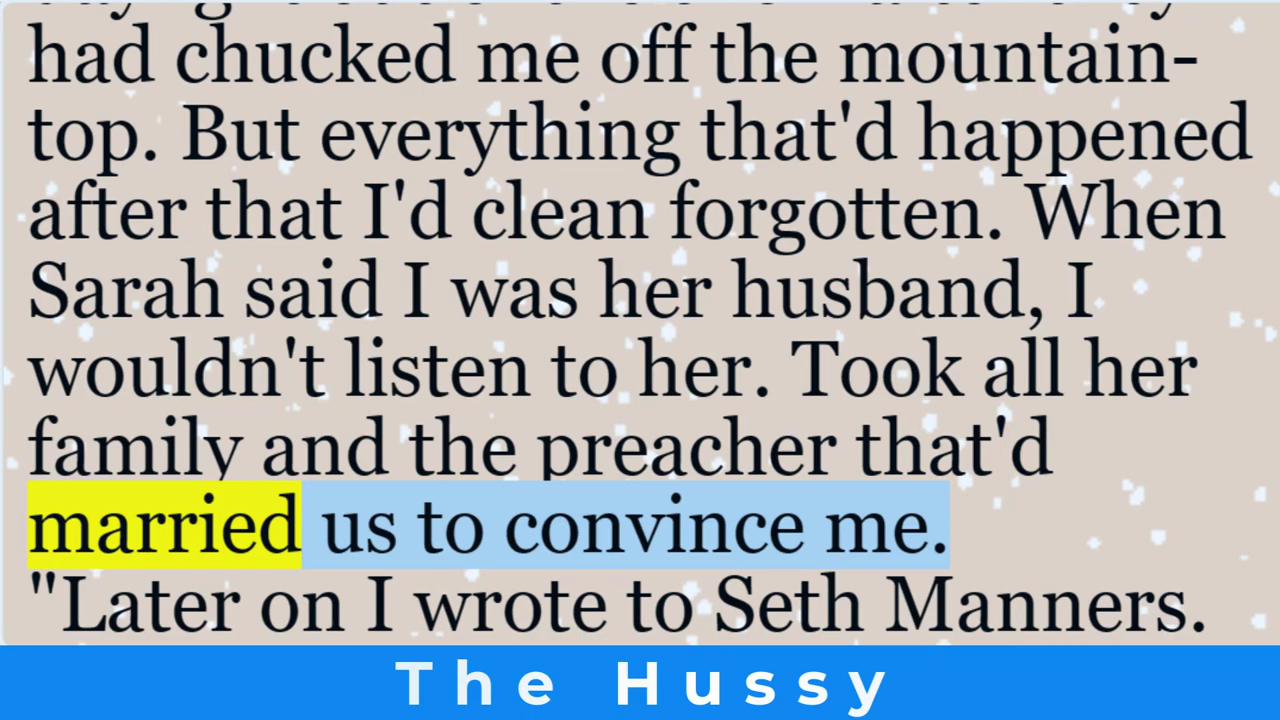 had chucked me off the mountain-
top. But everything that'd happened
after that I'd clean forgotten. When
Sarah said I was her husband, I
wouldn't listen to her. Took all her
family and the preacher that'd
married us to convince me.
"Later on I wrote to Seth Manners.
The Hussy